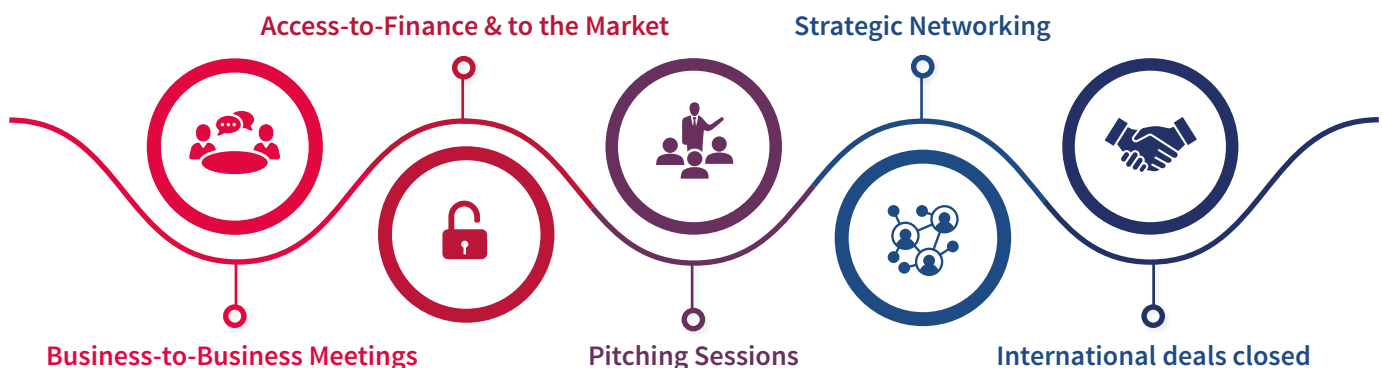 Access-to-Finance & to the Market
Strategic Networking
Business-to-Business Meetings
Pitching Sessions
International deals closed